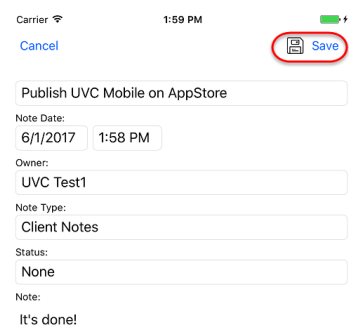 Carrier 1:59 PM
Cancel Save
Publish UVC Mobile on AppStore
Note Date:
6/1/2017 1:58 PM
Owner:
UVC Test1
Note Type:
Client Notes
Status:
None
Note:
It's done!